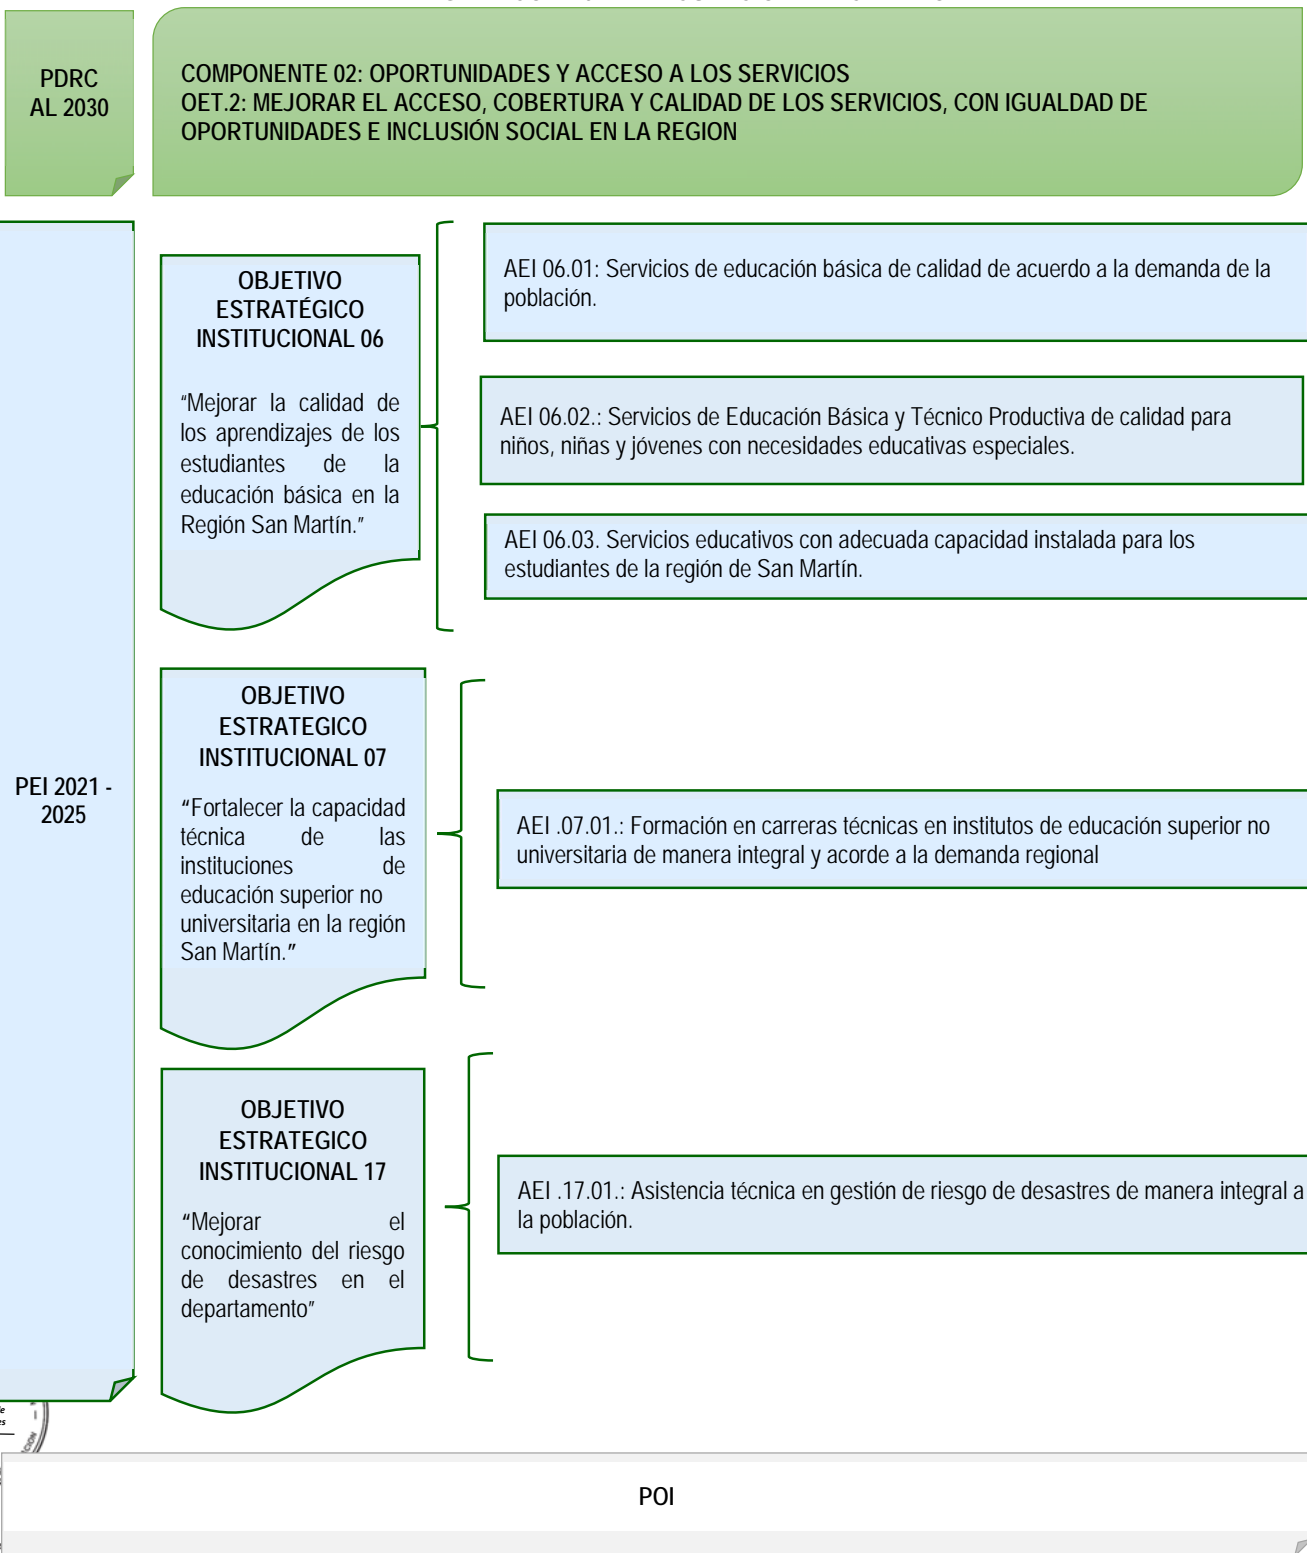 PDRC
AL 2030
COMPONENTE 02: OPORTUNIDADES Y ACCESO A LOS SERVICIOS
OET.2: MEJORAR EL ACCESO, COBERTURA Y CALIDAD DE LOS SERVICIOS, CON IGUALDAD DE
OPORTUNIDADES E INCLUSIÓN SOCIAL EN LA REGION
PEI 2021 -
2025
OBJETIVO
ESTRATÉGICO
INSTITUCIONAL 06
“Mejorar la calidad de
los aprendizajes de los
estudiantes de la
educación básica en la
Región San Martín.”
AEI 06.01: Servicios de educación básica de calidad de acuerdo a la demanda de la
población.
AEI 06.02.: Servicios de Educación Básica y Técnico Productiva de calidad para
niños, niñas y jóvenes con necesidades educativas especiales.
AEI 06.03. Servicios educativos con adecuada capacidad instalada para los
estudiantes de la región de San Martín.
OBJETIVO
ESTRATEGICO
INSTITUCIONAL 07
“Fortalecer la capacidad
técnica de las
instituciones de
educación superior no
universitaria en la región
San Martín.”
AEI .07.01.: Formación en carreras técnicas en institutos de educación superior no
universitaria de manera integral y acorde a la demanda regional
OBJETIVO
ESTRATEGICO
INSTITUCIONAL 17
“Mejorar el
conocimiento del riesgo
de desastres en el
departamento”
AEI .17.01.: Asistencia técnica en gestión de riesgo de desastres de manera integral a
la población.
POI